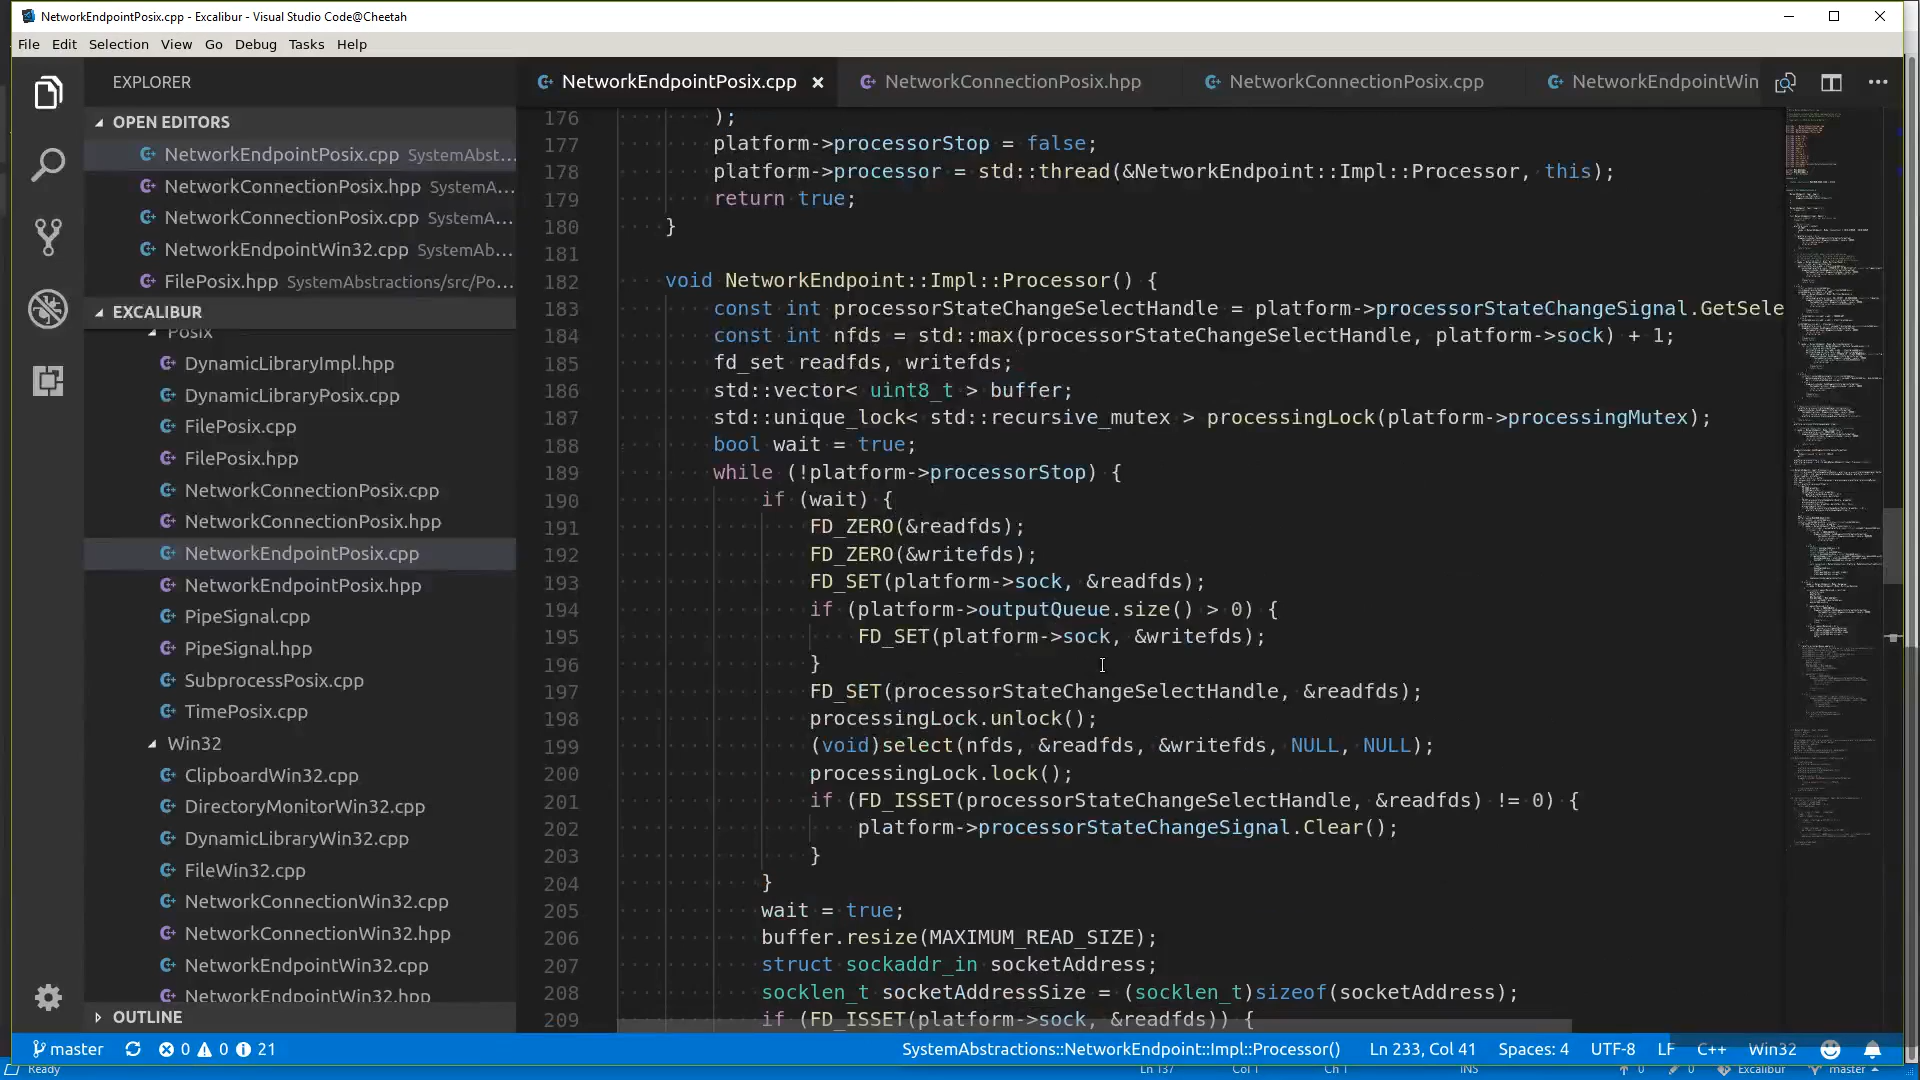 NetworkEndpointPosix.cpp - Excalibur - Visual Studio Code@Cheetah
File Edit Selection View Go Debug Tasks Help
EXPLORER
OPEN EDITORS
NetworkEndpointPosix.cpp SystemAbst...
NetworkConnectionPosix.hpp SystemA...
NetworkConnectionPosix.cpp SystemA...
NetworkEndpointWin32.cpp SystemAb...
FilePosix.hpp SystemAbstractions/src/Po...
EXCALIBUR
Posix
DynamicLibraryImpl.hpp
DynamicLibraryPosix.cpp
FilePosix.cpp
FilePosix.hpp
NetworkConnectionPosix.cpp
NetworkConnectionPosix.hpp
NetworkEndpointPosix.cpp
NetworkEndpointPosix.hpp
PipeSignal.cpp
PipeSignal.hpp
SubprocessPosix.cpp
TimePosix.cpp
Win32
ClipboardWin32.cpp
DirectoryMonitorWin32.cpp
DynamicLibraryWin32.cpp
FileWin32.cpp
NetworkConnectionWin32.cpp
NetworkConnectionWin32.hpp
NetworkEndpointWin32.cpp
NetworkEndpointWin32.hpp
OUTLINE
NetworkEndpointPosix.cpp NetworkConnectionPosix.hpp NetworkConnectionPosix.cpp NetworkEndpointWin
176 );
177 platform->processorStop = false;
178 platform->processor = std::thread(&NetworkEndpoint::Impl::Processor, this);
179 return true;
180 }
181
182 void NetworkEndpoint::Impl::Processor() {
183 const int processorStateChangeSelectHandle = platform->processorStateChangeSignal.GetSele
184 const int nfds = std::max(processorStateChangeSelectHandle, platform->sock) + 1;
185 fd_set readfds, writefds;
186 std::vector< uint8_t > buffer;
187 std::unique_lock< std::recursive_mutex > processingLock(platform->processingMutex);
188 bool wait = true;
189 while (!platform->processorStop) {
190 if (wait) {
191 FD_ZERO(&readfds);
192 FD_ZERO(&writefds);
193 FD_SET(platform->sock, &readfds);
194 if (platform->outputQueue.size() > 0) {
195 FD_SET(platform->sock, &writefds);
196 }
197 FD_SET(processorStateChangeSelectHandle, &readfds);
198 processingLock.unlock();
199 (void)select(nfds, &readfds, &writefds, NULL, NULL);
200 processingLock.lock();
201 if (FD_ISSET(processorStateChangeSelectHandle, &readfds) != 0) {
202 platform->processorStateChangeSignal.Clear();
203 }
204 }
205 wait = true;
206 buffer.resize(MAXIMUM_READ_SIZE);
207 struct sockaddr_in socketAddress;
208 socklen_t socketAddressSize = (socklen_t)sizeof(socketAddress);
209 if (FD_ISSET(platform->sock, &readfds)) {
master 0 0 21 SystemAbstractions::NetworkEndpoint::Impl::Processor() Ln 233, Col 41 Spaces: 4 UTF-8 LF C++ Win32
Ready Ln 137 Col 1 Ch 1 INS 0 0 Excalibur master